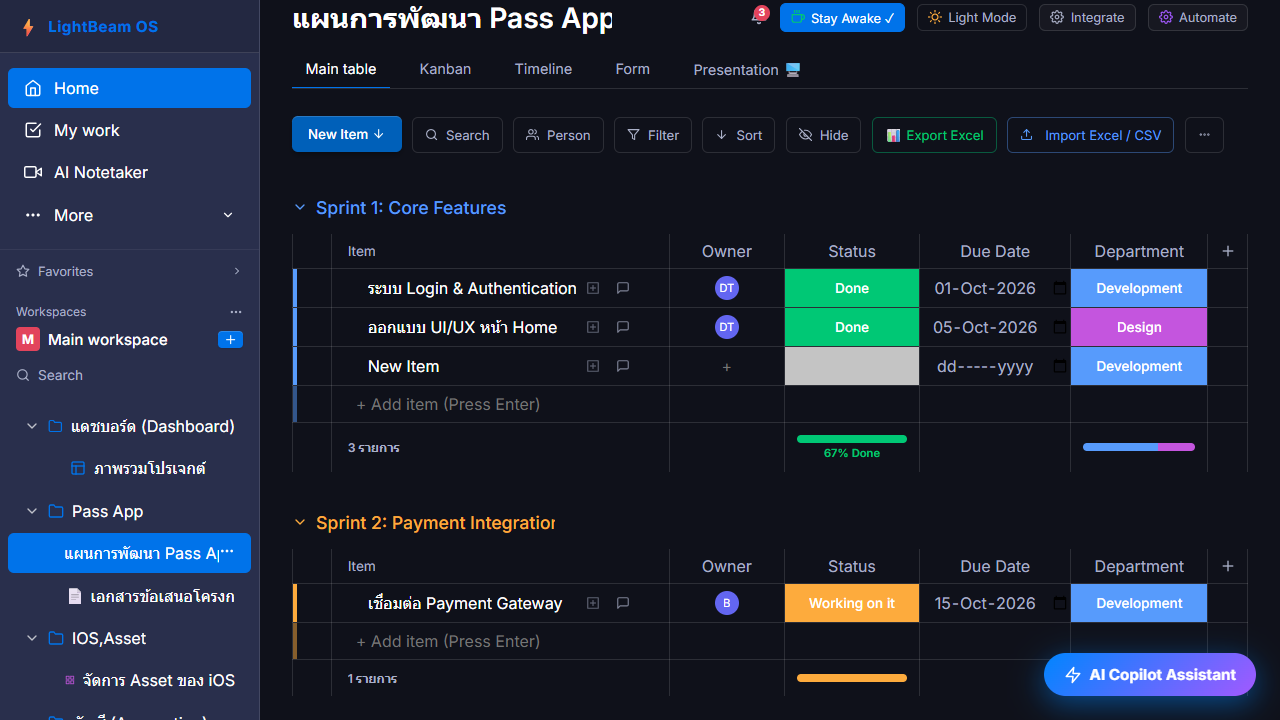 LightBeam OS
Home
My work
AI Notetaker
More
Favorites
Workspaces
M Main workspace
Search
แดชบอร์ด (Dashboard)
ภาพรวมโปรเจกต์
Pass App
แผนการพัฒนา Pass Ap
เอกสารข้อเสนอโครงก
IOS,Asset
จัดการ Asset ของ iOS
แผนการพัฒนา Pass App
3
Stay Awake ✓
Light Mode
Integrate
Automate
Main table
Kanban
Timeline
Form
Presentation
New Item ↓
Search
Person
Filter
Sort
Hide
Export Excel
Import Excel / CSV
Sprint 1: Core Features
Item Owner Status Due Date Department +
ระบบ Login & Authentication DT Done 01-Oct-2026 Development
ออกแบบ UI/UX หน้า Home DT Done 05-Oct-2026 Design
New Item + dd-----yyyy Development
+ Add item (Press Enter)
3 รายการ 67% Done
Sprint 2: Payment Integration
Item Owner Status Due Date Department +
เชื่อมต่อ Payment Gateway B Working on it 15-Oct-2026 Development
+ Add item (Press Enter)
1 รายการ
AI Copilot Assistant